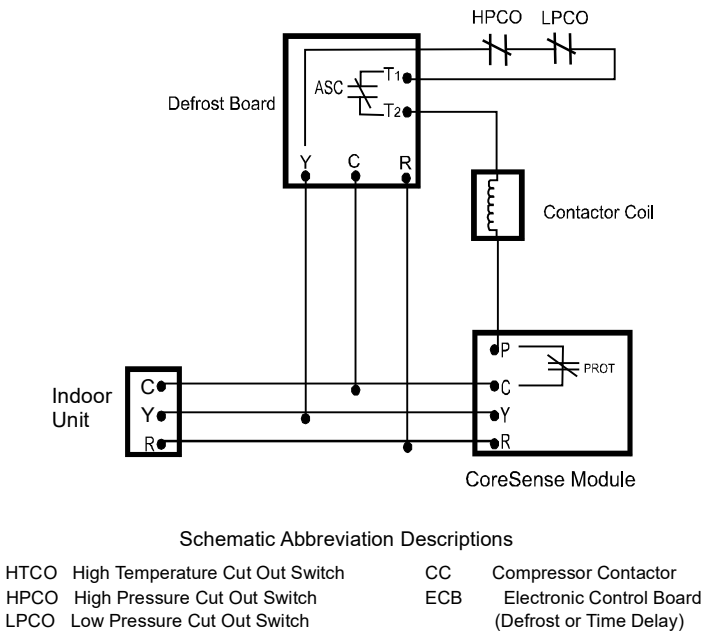 HPCO LPCO
T1
ASC
Defrost Board
T2
Y C R
Contactor Coil
P
PROT
Indoor
Unit
C
C
Y
Y
R
R
CoreSense Module
Schematic Abbreviation Descriptions
HTCO High Temperature Cut Out Switch
CC Compressor Contactor
HPCO High Pressure Cut Out Switch
ECB Electronic Control Board
LPCO Low Pressure Cut Out Switch
(Defrost or Time Delay)